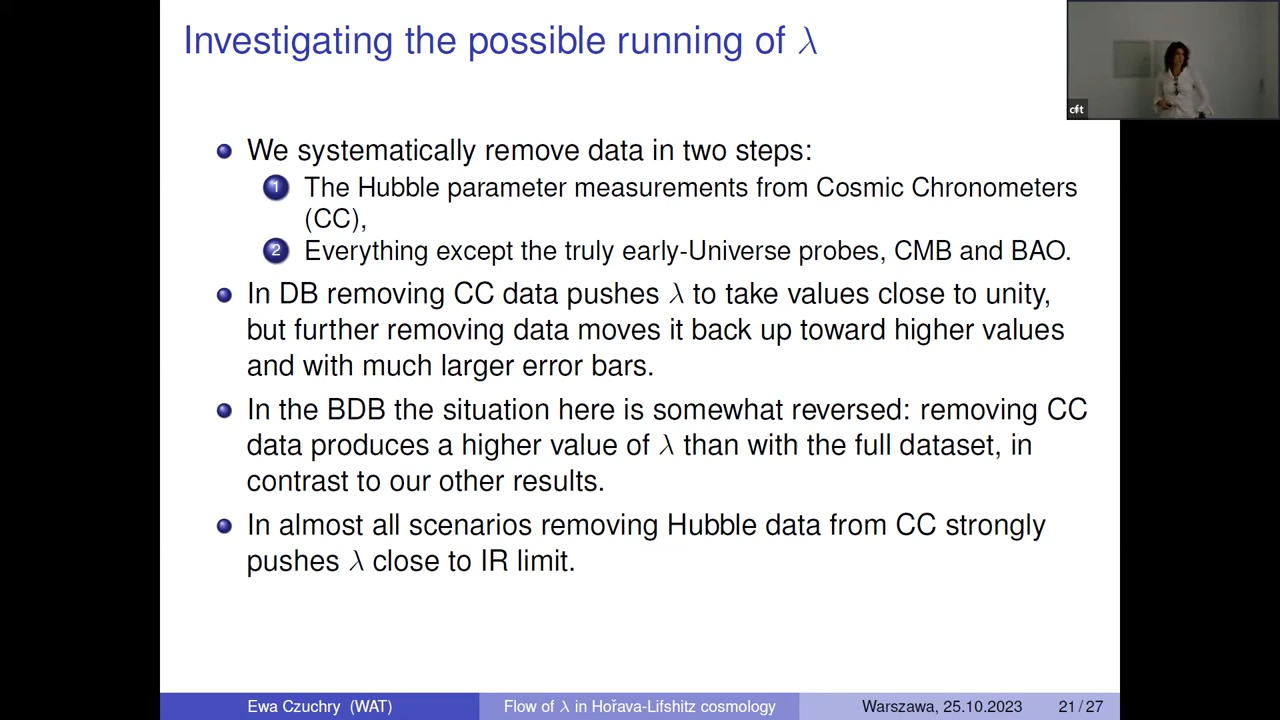 Investigating the possible running of λ
cft
We systematically remove data in two steps:
1 The Hubble parameter measurements from Cosmic Chronometers
(CC),
2 Everything except the truly early-Universe probes, CMB and BAO.
In DB removing CC data pushes λ to take values close to unity,
but further removing data moves it back up toward higher values
and with much larger error bars.
In the BDB the situation here is somewhat reversed: removing CC
data produces a higher value of λ than with the full dataset, in
contrast to our other results.
In almost all scenarios removing Hubble data from CC strongly
pushes λ close to IR limit.
Ewa Czuchry (WAT) Flow of λ in Hořava-Lifshitz cosmology Warszawa, 25.10.2023 21 / 27